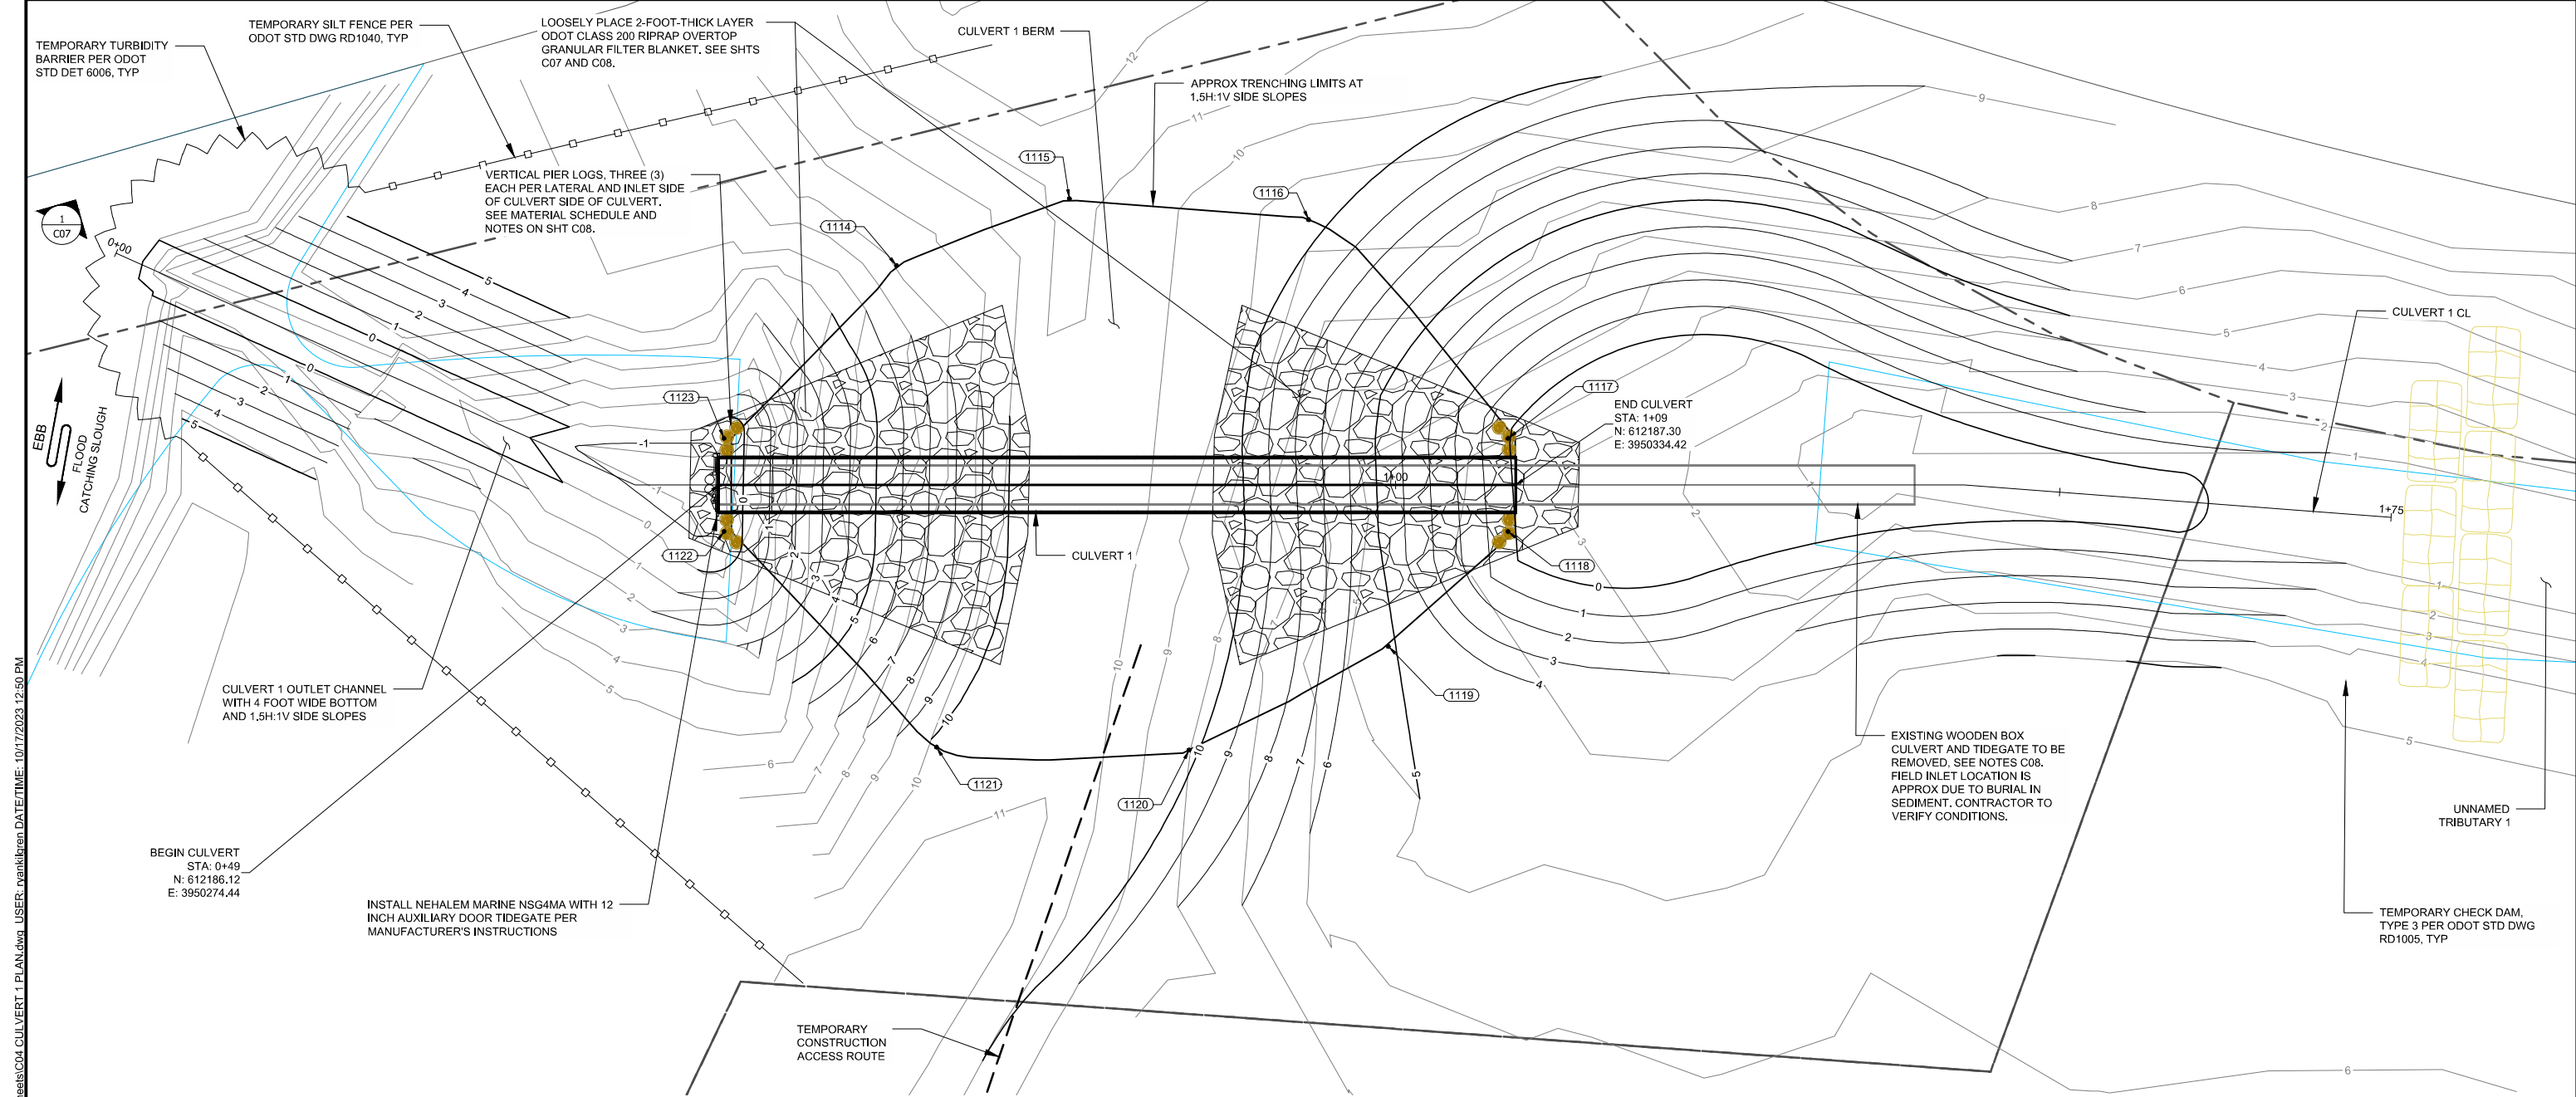 TEMPORARY TURBIDITY
BARRIER PER ODOT
STD DET 6006, TYP
TEMPORARY SILT FENCE PER
ODOT STD DWG RD1040, TYP
LOOSELY PLACE 2-FOOT-THICK LAYER
ODOT CLASS 200 RIPRAP OVERTOP
GRANULAR FILTER BLANKET. SEE SHTS
C07 AND C08.
CULVERT 1 BERM
APPROX TRENCHING LIMITS AT
1.5H:1V SIDE SLOPES
VERTICAL PIER LOGS, THREE (3)
EACH PER LATERAL AND INLET SIDE
OF CULVERT SIDE OF CULVERT.
SEE MATERIAL SCHEDULE AND
NOTES ON SHT C08.
1
C07
0+00
1114
1115
1116
1117
END CULVERT
STA: 1+09
N: 612187.30
E: 3950334.42
CULVERT 1 CL
1123
1122
1+00
1+75
EBB
FLOOD
CATCHING SLOUGH
CULVERT 1
1118
1119
1120
1121
CULVERT 1 OUTLET CHANNEL
WITH 4 FOOT WIDE BOTTOM
AND 1.5H:1V SIDE SLOPES
BEGIN CULVERT
STA: 0+49
N: 612186.12
E: 3950274.44
INSTALL NEHALEM MARINE NSG4MA WITH 12
INCH AUXILIARY DOOR TIDEGATE PER
MANUFACTURER'S INSTRUCTIONS
EXISTING WOODEN BOX
CULVERT AND TIDEGATE TO BE
REMOVED, SEE NOTES C08.
FIELD INLET LOCATION IS
APPROX DUE TO BURIAL IN
SEDIMENT. CONTRACTOR TO
VERIFY CONDITIONS.
UNNAMED
TRIBUTARY 1
TEMPORARY CHECK DAM,
TYPE 3 PER ODOT STD DWG
RD1005, TYP
TEMPORARY
CONSTRUCTION
ACCESS ROUTE
C04 CULVERT 1 PLAN.dwg USER: ryankilgren DATE/TIME: 10/17/2023 12:50 PM